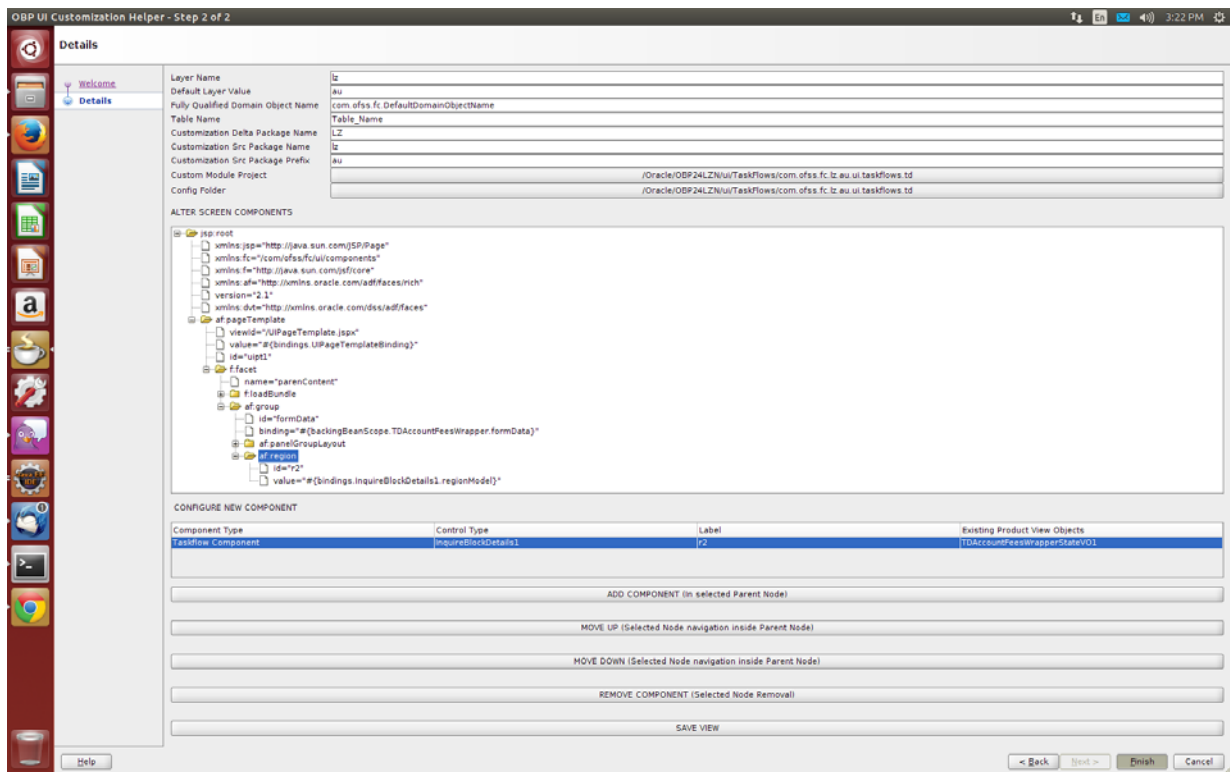 OBP UI Customization Helper - Step 2 of 2 En 3:22 PM
Details
Welcome
Details
Layer Name lz
Default Layer Value au
Fully Qualified Domain Object Name com.ofss.fc.DefaultDomainObjectName
Table Name Table_Name
Customization Delta Package Name LZ
Customization Src Package Name lz
Customization Src Package Prefix au
Custom Module Project /Oracle/OBP24LZN/ui/TaskFlows/com.ofss.fc.lz.au.ui.taskflows.td
Config Folder /Oracle/OBP24LZN/ui/TaskFlows/com.ofss.fc.lz.au.ui.taskflows.td
ALTER SCREEN COMPONENTS
jsp:root
xmlns:jsp="http://java.sun.com/JSP/Page"
xmlns:fc="/com/ofss/fc/ui/components"
xmlns:f="http://java.sun.com/jsf/core"
xmlns:af="http://xmlns.oracle.com/adf/faces/rich"
version="2.1"
xmlns:dvt="http://xmlns.oracle.com/dss/adf/faces"
af:pageTemplate
viewId="/UIPageTemplate.jspx"
value="#{bindings.UIPageTemplateBinding}"
id="uipt1"
f:facet
name="parenContent"
f:loadBundle
af:group
id="formData"
binding="#{backingBeanScope.TDAccountFeesWrapper.formData}"
af:panelGroupLayout
af:region
id="r2"
value="#{bindings.InquireBlockDetails1.regionModel}"
CONFIGURE NEW COMPONENT
Component Type Control Type Label Existing Product View Objects
Taskflow Component InquireBlockDetails1 r2 TDAccountFeesWrapperStateVO1
ADD COMPONENT (In selected Parent Node)
MOVE UP (Selected Node navigation inside Parent Node)
MOVE DOWN (Selected Node navigation inside Parent Node)
REMOVE COMPONENT (Selected Node Removal)
SAVE VIEW
Help < Back Next > Finish Cancel